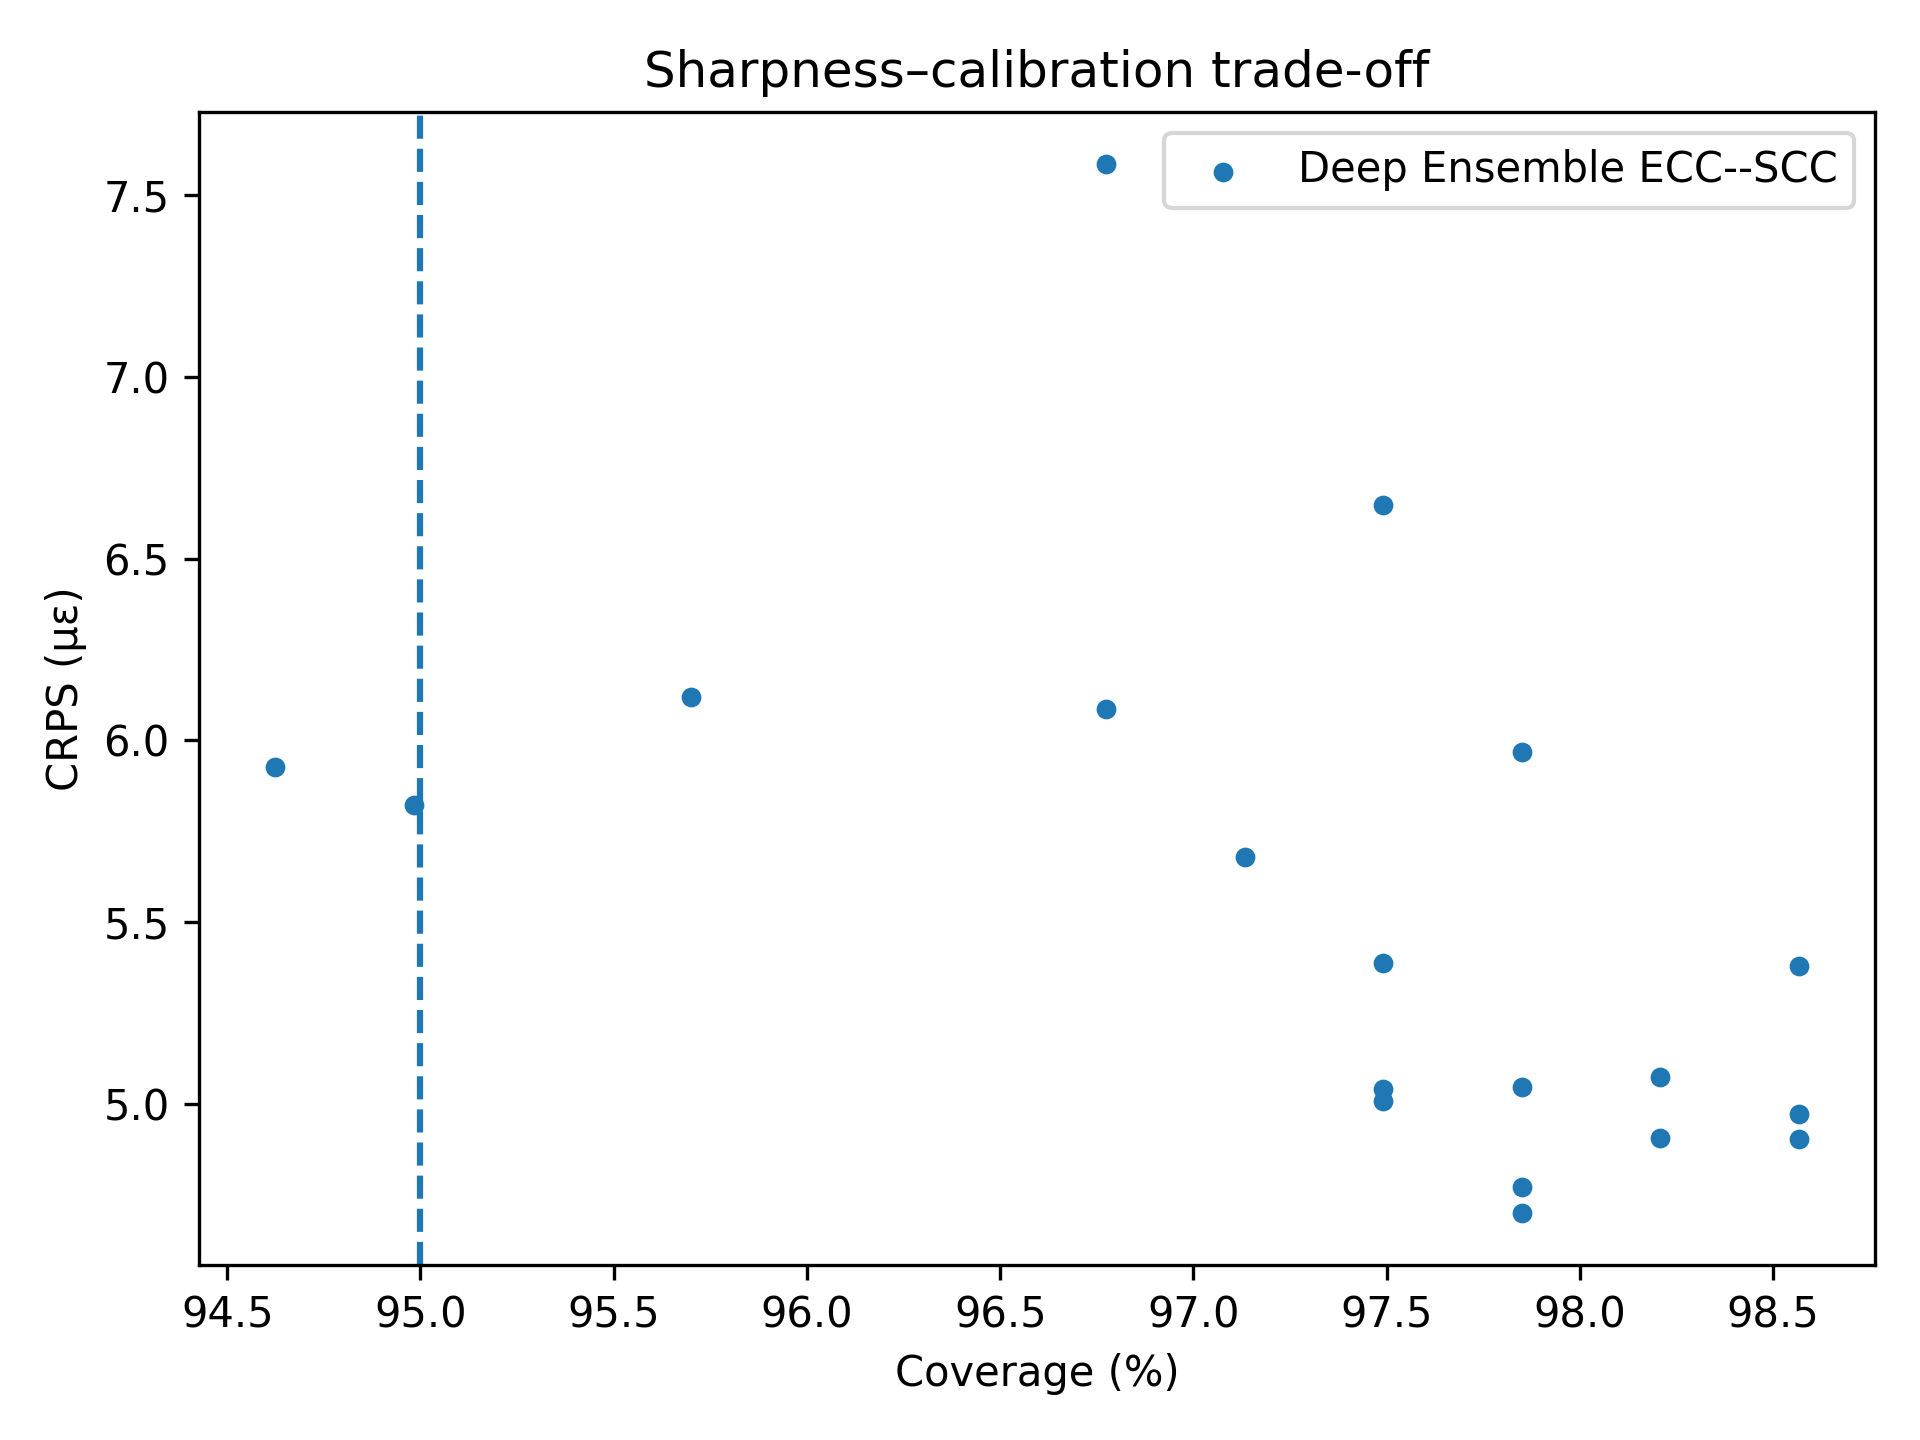 Sharpness–calibration trade-off
Deep Ensemble ECC--SCC
7.5
7.0
6.5
6.0
5.5
5.0
CRPS (με)
94.5 95.0 95.5 96.0 96.5 97.0 97.5 98.0 98.5
Coverage (%)